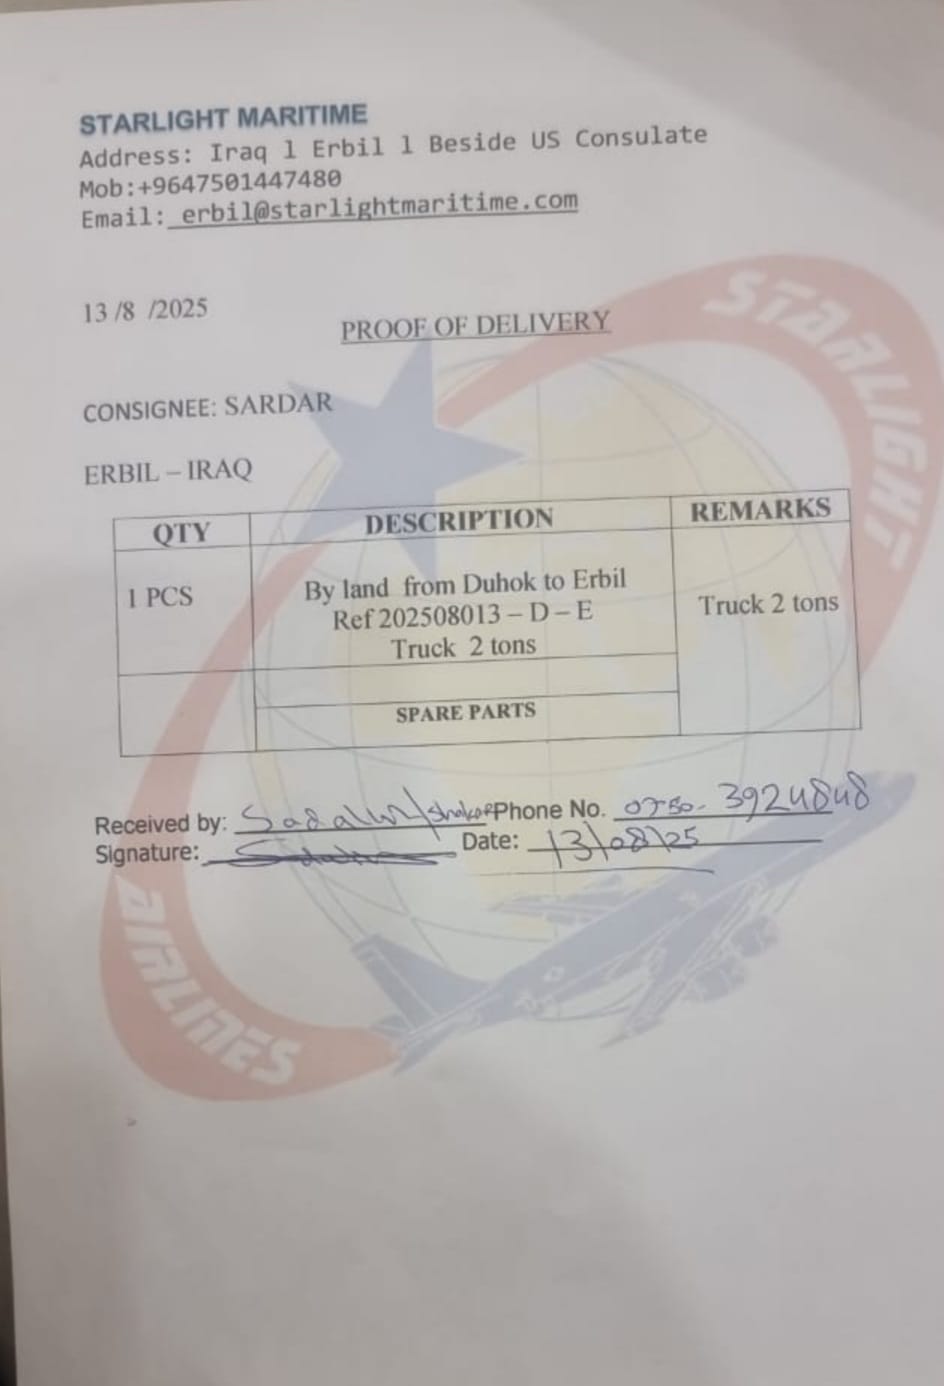 STARLIGHT MARITIME
Address: Iraq l Erbil l Beside US Consulate
Mob:+9647501447480
Email: erbil@starlightmaritime.com
13 /8 /2025
PROOF OF DELIVERY
CONSIGNEE: SARDAR
ERBIL – IRAQ
QTY DESCRIPTION REMARKS
1 PCS By land from Duhok to Erbil
Ref 202508013 – D – E
Truck 2 tons
Truck 2 tons
SPARE PARTS
Received by: Phone No. 0750- 3924848
Signature: Date: 13/08/25
STARLIGHT
AIRLINES